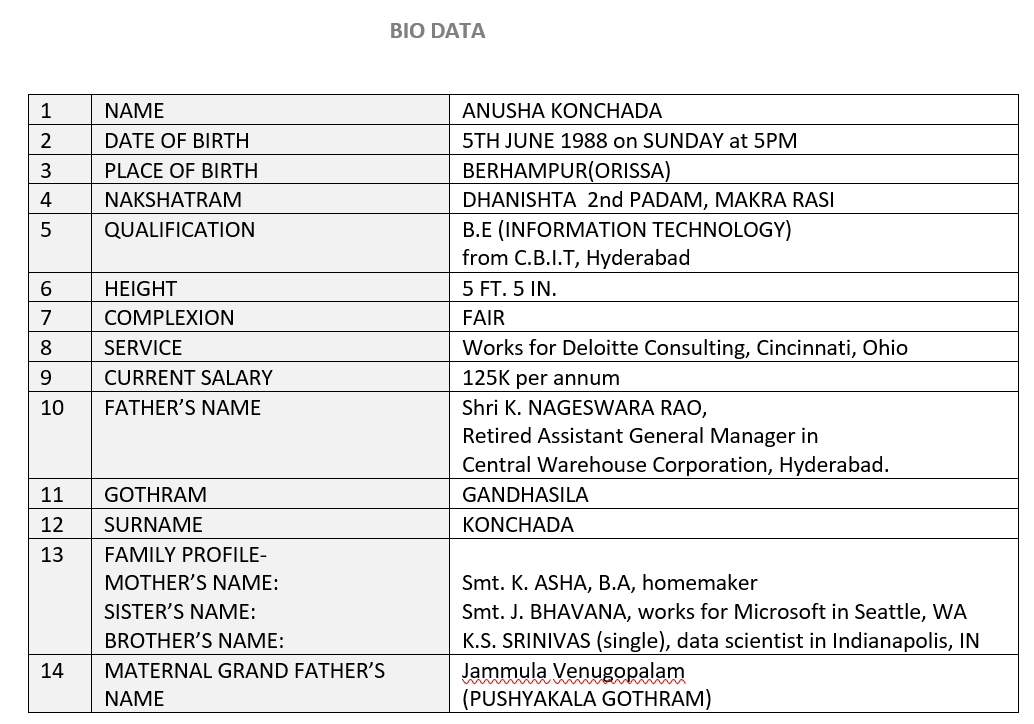 BIO DATA
1 NAME ANUSHA KONCHADA
2 DATE OF BIRTH 5TH JUNE 1988 on SUNDAY at 5PM
3 PLACE OF BIRTH BERHAMPUR(ORISSA)
4 NAKSHATRAM DHANISHTA  2nd PADAM, MAKRA RASI
5 QUALIFICATION B.E (INFORMATION TECHNOLOGY)
from C.B.I.T, Hyderabad
6 HEIGHT 5 FT. 5 IN.
7 COMPLEXION FAIR
8 SERVICE Works for Deloitte Consulting, Cincinnati, Ohio
9 CURRENT SALARY 125K per annum
10 FATHER’S NAME Shri K. NAGESWARA RAO,
Retired Assistant General Manager in
Central Warehouse Corporation, Hyderabad.
11 GOTHRAM GANDHASILA
12 SURNAME KONCHADA
13 FAMILY PROFILE-
MOTHER’S NAME: Smt. K. ASHA, B.A, homemaker
SISTER’S NAME: Smt. J. BHAVANA, works for Microsoft in Seattle, WA
BROTHER’S NAME: K.S. SRINIVAS (single), data scientist in Indianapolis, IN
14 MATERNAL GRAND FATHER’S Jammula Venugopalam
NAME (PUSHYAKALA GOTHRAM)